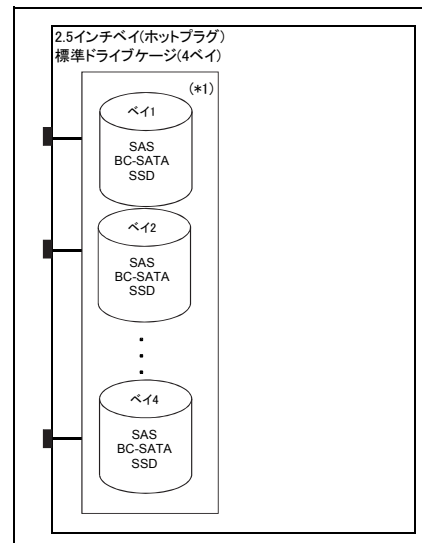 2.5インチベイ(ホットプラグ)
標準ドライブケージ(4ベイ)
(*1)
ベイ1
SAS
BC-SATA
SSD
ベイ2
SAS
BC-SATA
SSD
ベイ4
SAS
BC-SATA
SSD